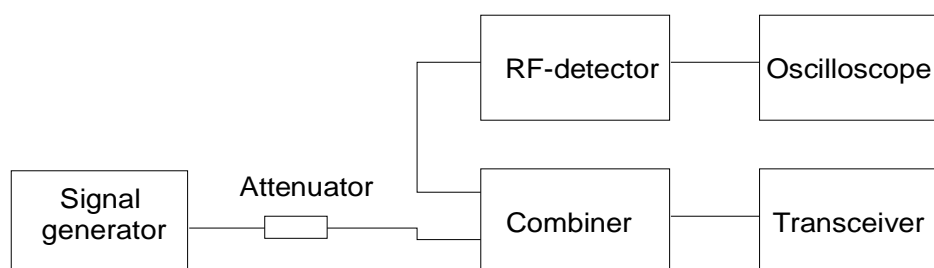 RF-detector
Oscilloscope
Signal
generator
Attenuator
Combiner
Transceiver